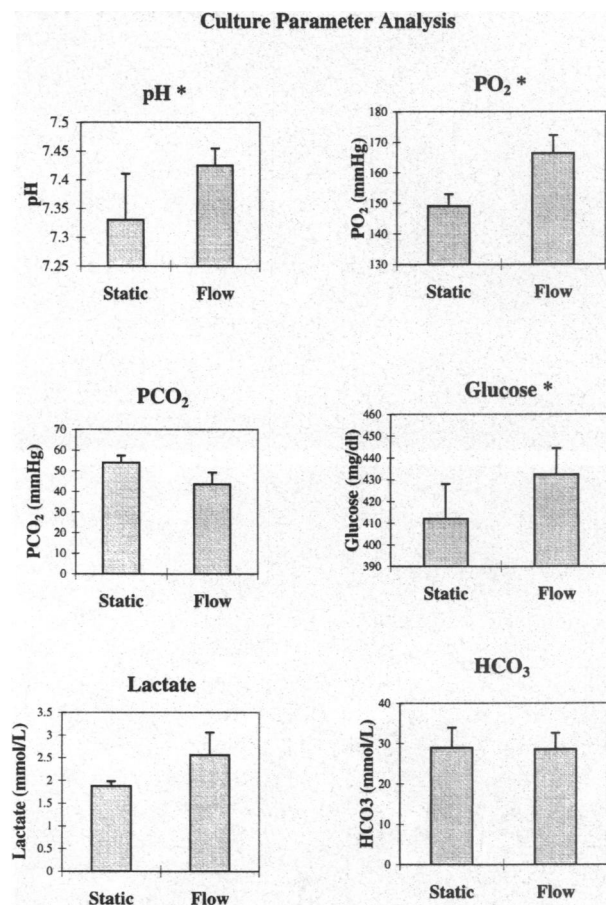 Culture Parameter Analysis
pH *
7.5
7.45
7.4
7.35
7.3
7.25
pH
Static Flow
PO₂ *
180
170
160
150
140
130
PO₂ (mmHg)
Static Flow
PCO₂
70
60
50
40
30
20
10
0
PCO₂ (mmHg)
Static Flow
Glucose *
460
450
440
430
420
410
400
390
Glucose (mg/dl)
Static Flow
Lactate
3.5
3
2.5
2
1.5
1
0.5
0
Lactate (mmol/L)
Static Flow
HCO₃
40
30
20
10
0
HCO3 (mmol/L)
Static Flow